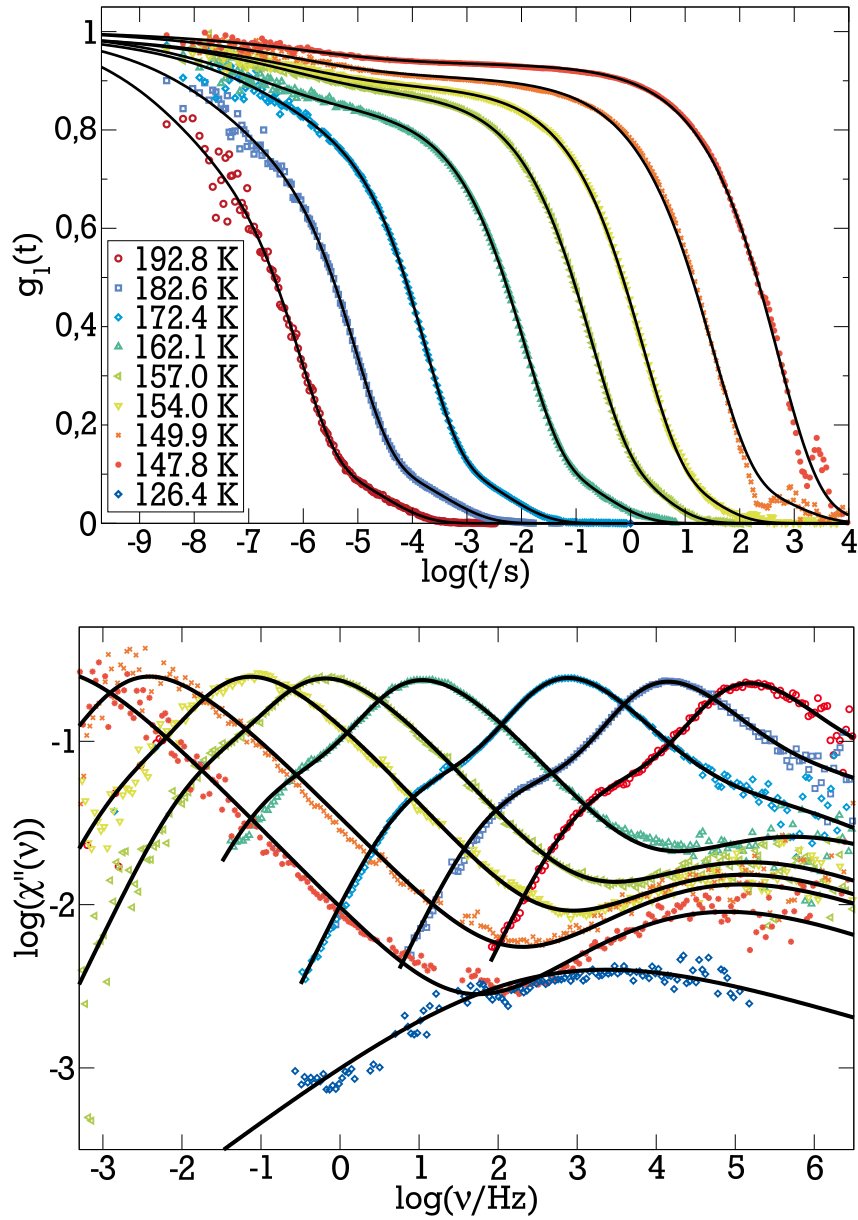 1
0,8
0,6
0,4
0,2
0
g₁(t)
192.8 K
182.6 K
172.4 K
162.1 K
157.0 K
154.0 K
149.9 K
147.8 K
126.4 K
-9 -8 -7 -6 -5 -4 -3 -2 -1 0 1 2 3 4
log(t/s)
-1
-2
-3
log(χ''(ν))
-3 -2 -1 0 1 2 3 4 5 6
log(ν/Hz)